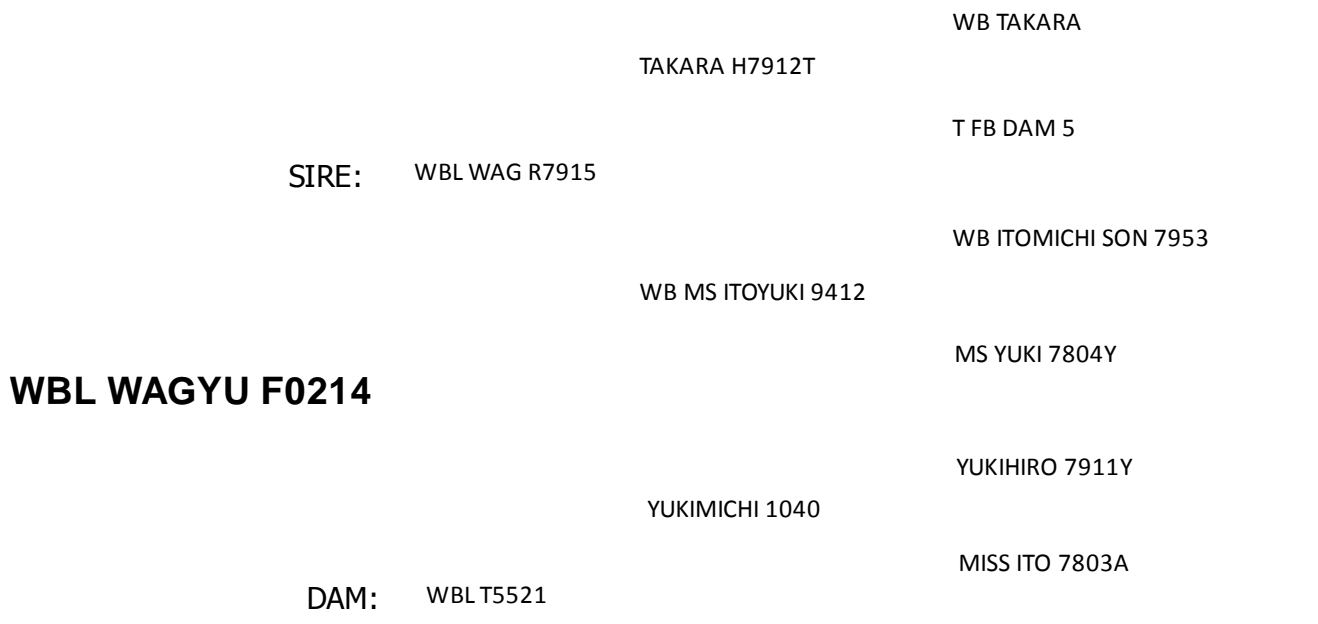 WB TAKARA
TAKARA H7912T
T FB DAM 5
SIRE: WBL WAG R7915
WB ITOMICHI SON 7953
WB MS ITOYUKI 9412
MS YUKI 7804Y
WBL WAGYU F0214
YUKIHIRO 7911Y
YUKIMICHI 1040
MISS ITO 7803A
DAM: WBL T5521